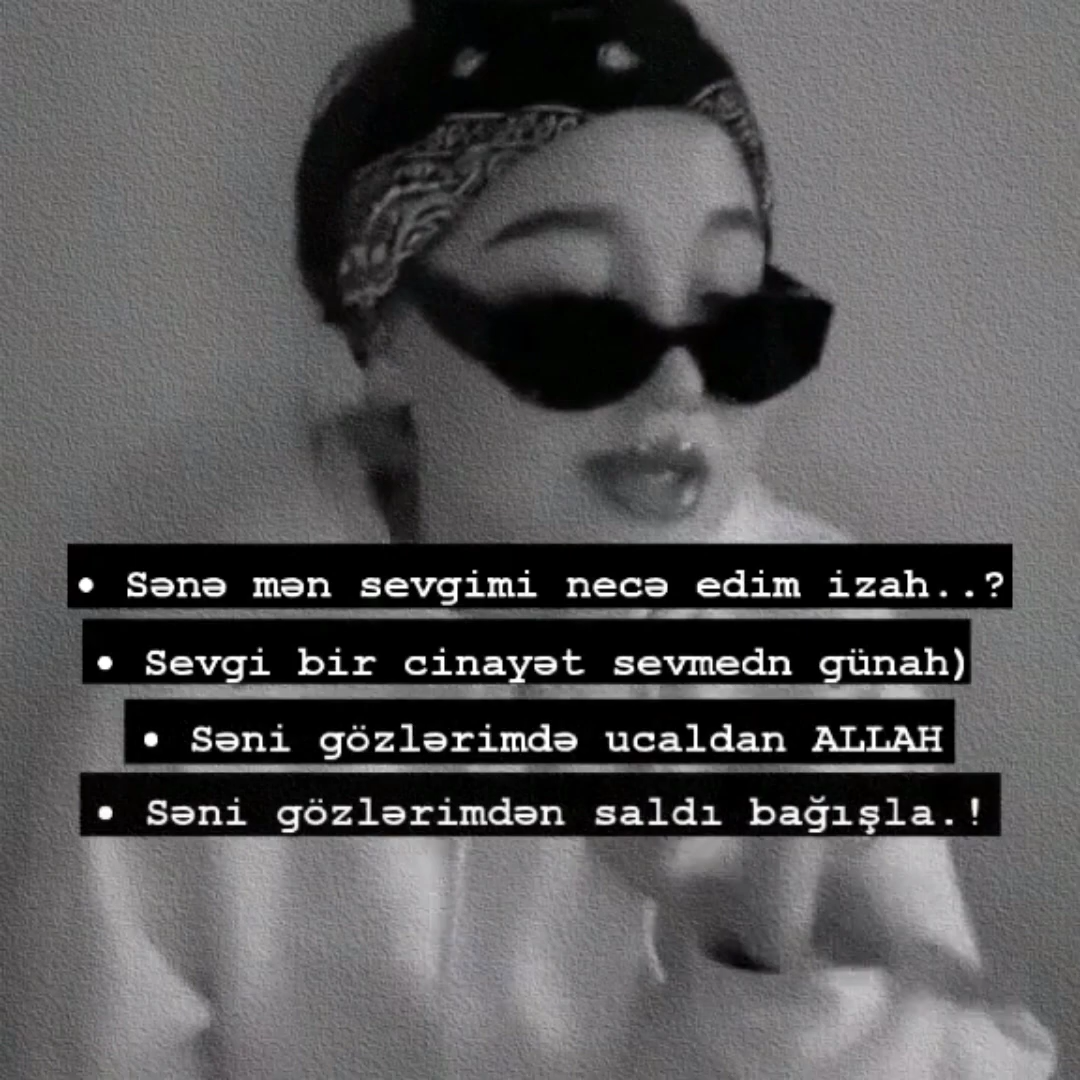 • Sənə mən sevgimi necə edim izah..?
• Sevgi bir cinayət sevmedn günah)
• Səni gözlərimdə ucaldan ALLAH
• Səni gözlərimdən saldı bağışla.!